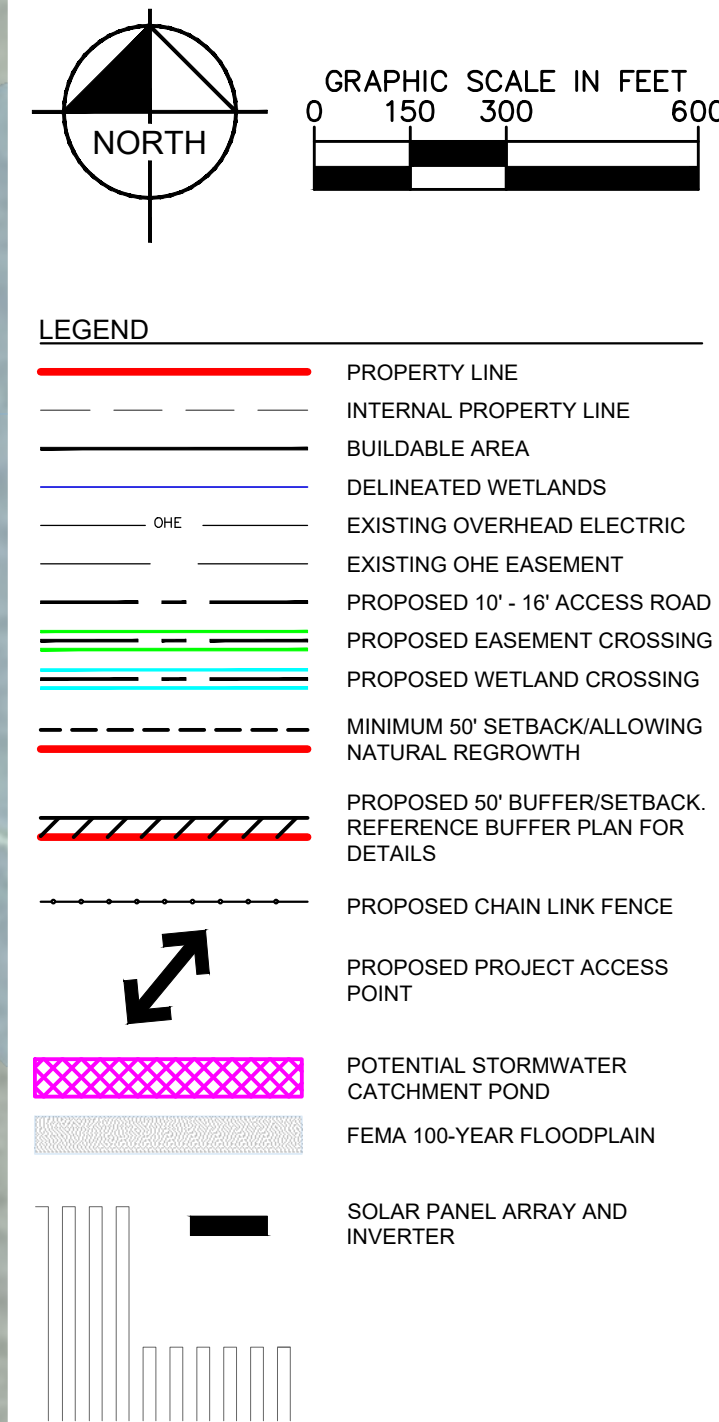 NORTH
GRAPHIC SCALE IN FEET
0 150 300 600
LEGEND
PROPERTY LINE
INTERNAL PROPERTY LINE
BUILDABLE AREA
DELINEATED WETLANDS
OHE EXISTING OVERHEAD ELECTRIC
EXISTING OHE EASEMENT
PROPOSED 10' - 16' ACCESS ROAD
PROPOSED EASEMENT CROSSING
PROPOSED WETLAND CROSSING
MINIMUM 50' SETBACK/ALLOWING
NATURAL REGROWTH
PROPOSED 50' BUFFER/SETBACK.
REFERENCE BUFFER PLAN FOR
DETAILS
PROPOSED CHAIN LINK FENCE
PROPOSED PROJECT ACCESS
POINT
POTENTIAL STORMWATER
CATCHMENT POND
FEMA 100-YEAR FLOODPLAIN
SOLAR PANEL ARRAY AND
INVERTER